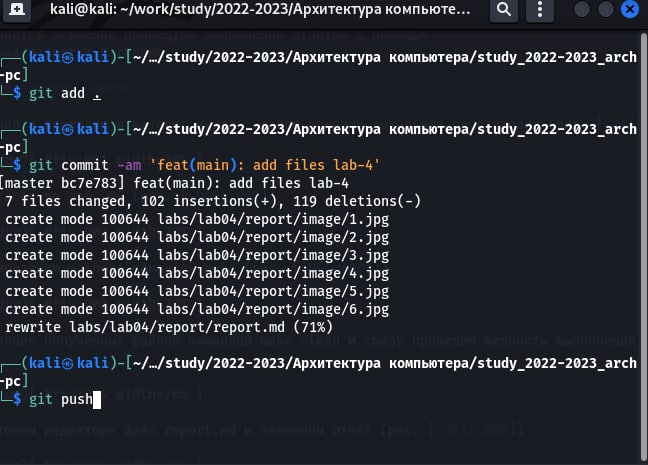 kali@kali: ~/work/study/2022-2023/Архитектура компьюте...
(kali㉿kali)-[~/…/study/2022-2023/Архитектура компьютера/study_2022-2023_arch
-pc]
$ git add .
(kali㉿kali)-[~/…/study/2022-2023/Архитектура компьютера/study_2022-2023_arch
-pc]
$ git commit -am 'feat(main): add files lab-4'
[master bc7e783] feat(main): add files lab-4
7 files changed, 102 insertions(+), 119 deletions(-)
create mode 100644 labs/lab04/report/image/1.jpg
create mode 100644 labs/lab04/report/image/2.jpg
create mode 100644 labs/lab04/report/image/3.jpg
create mode 100644 labs/lab04/report/image/4.jpg
create mode 100644 labs/lab04/report/image/5.jpg
create mode 100644 labs/lab04/report/image/6.jpg
rewrite labs/lab04/report/report.md (71%)
(kali㉿kali)-[~/…/study/2022-2023/Архитектура компьютера/study_2022-2023_arch
-pc]
$ git push